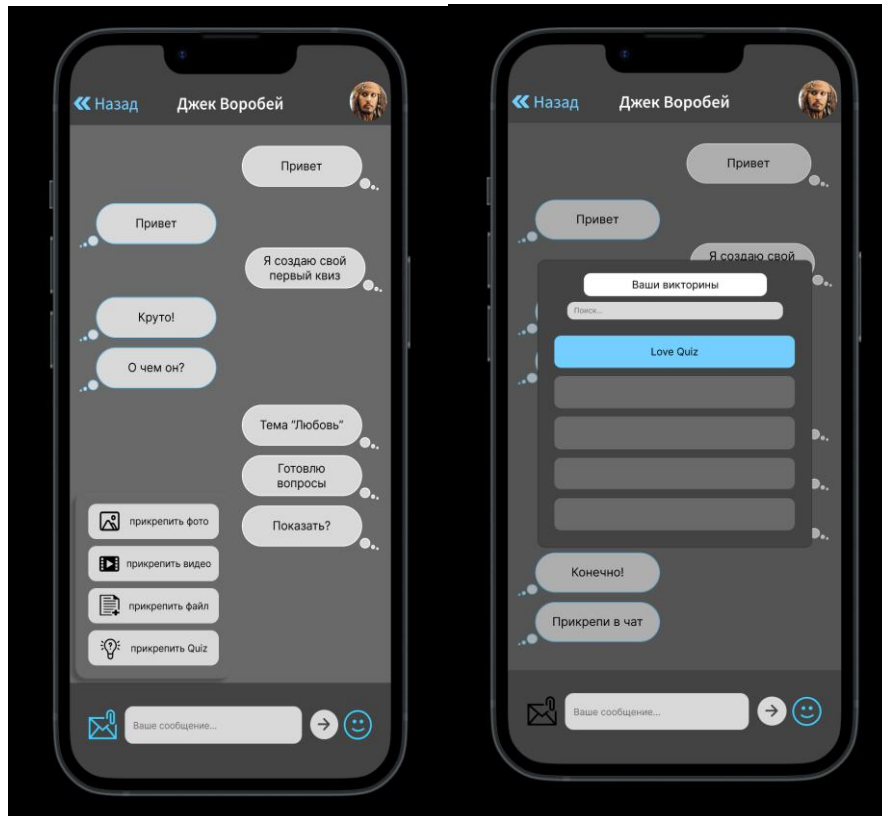 Назад
Джек Воробей
Привет
Привет
Я создаю свой
первый квиз
Круто!
О чем он?
Тема "Любовь"
Готовлю
вопросы
Показать?
прикрепить фото
прикрепить видео
прикрепить файл
прикрепить Quiz
Ваше сообщение...
Назад
Джек Воробей
Привет
Привет
Я создаю свой
Ваши викторины
Поиск...
Love Quiz
Конечно!
Прикрепи в чат
Ваше сообщение...